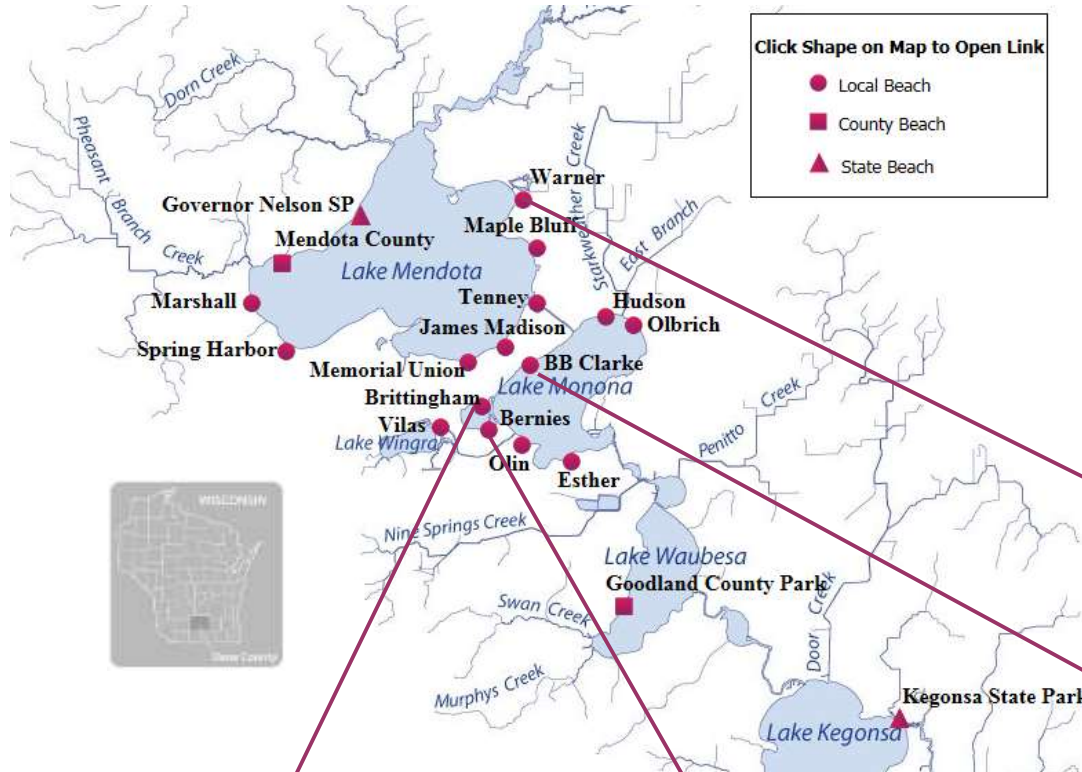 Click Shape on Map to Open Link
Local Beach
County Beach
State Beach
Dorn Creek
Pheasant Branch Creek
Starkweather Creek
East Branch
Warner
Governor Nelson SP
Maple Bluff
Mendota County
Lake Mendota
Marshall
Tenney
Hudson
Olbrich
James Madison
Spring Harbor
Memorial Union
BB Clarke
Lake Monona
Brittingham
Bernies
Vilas
Lake Wingra
Olin
Esther
Penitto Creek
WISCONSIN
Nine Springs Creek
Lake Waubesa
Goodland County Park
Swan Creek
Door Creek
Dane County
Murphys Creek
Kegonsa State Park
Lake Kegonsa